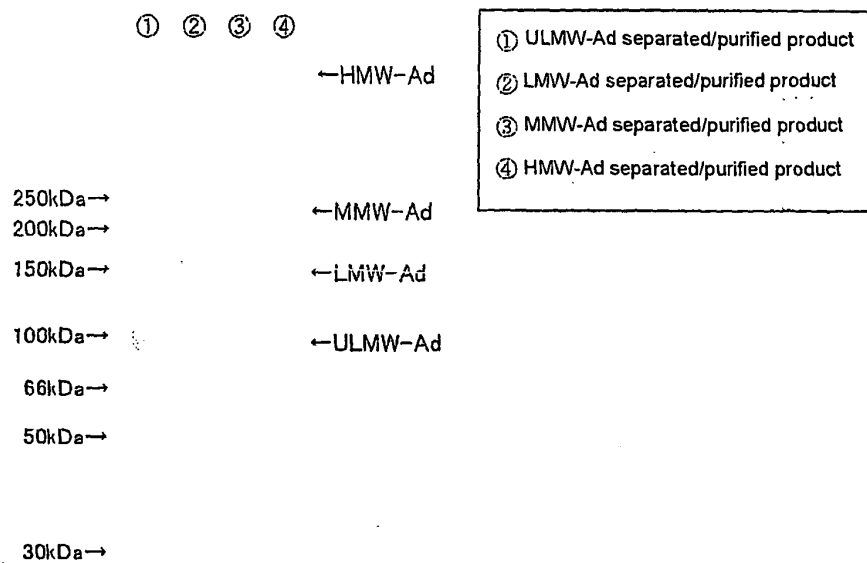 ① ② ③ ④
←HMW-Ad
① ULMW-Ad separated/purified product
② LMW-Ad separated/purified product
③ MMW-Ad separated/purified product
④ HMW-Ad separated/purified product
250kDa→
←MMW-Ad
200kDa→
150kDa→
←LMW-Ad
100kDa→
←ULMW-Ad
66kDa→
50kDa→
30kDa→